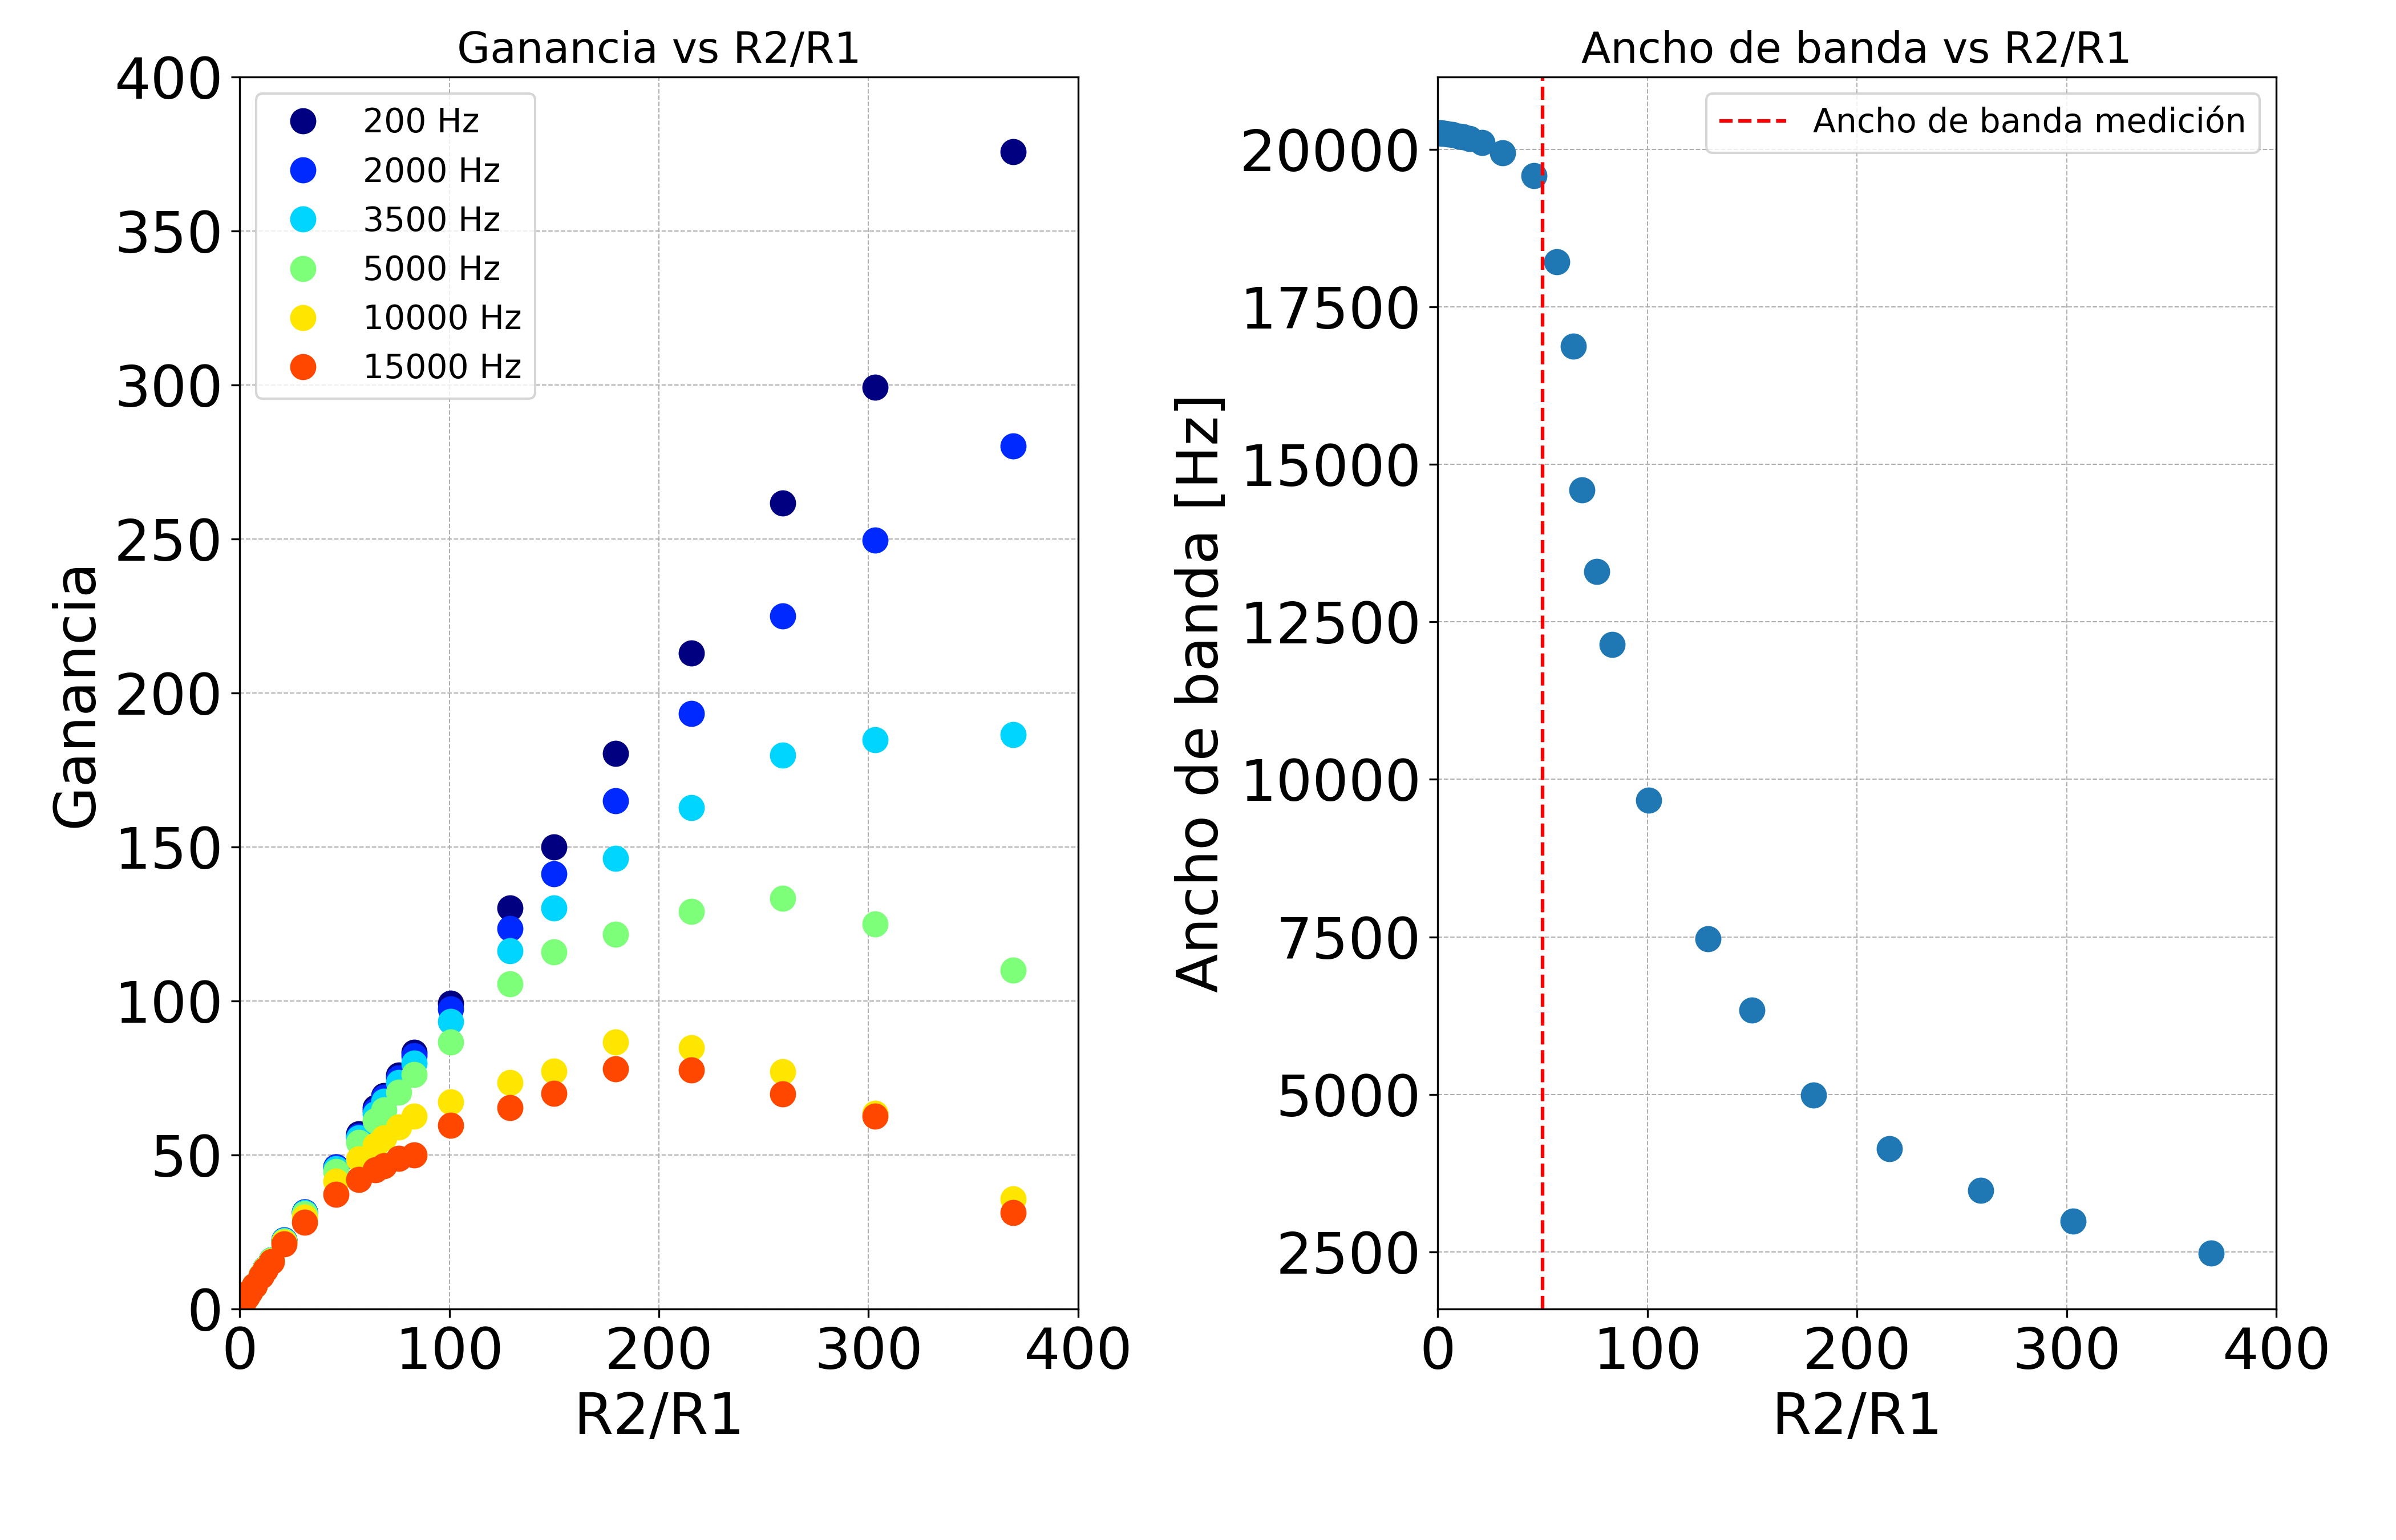 Ganancia vs R2/R1
400
350
300
250
200
150
100
50
0
Ganancia
200 Hz
2000 Hz
3500 Hz
5000 Hz
10000 Hz
15000 Hz
0 100 200 300 400
R2/R1
Ancho de banda vs R2/R1
Ancho de banda medición
20000
17500
15000
12500
10000
7500
5000
2500
Ancho de banda [Hz]
0 100 200 300 400
R2/R1